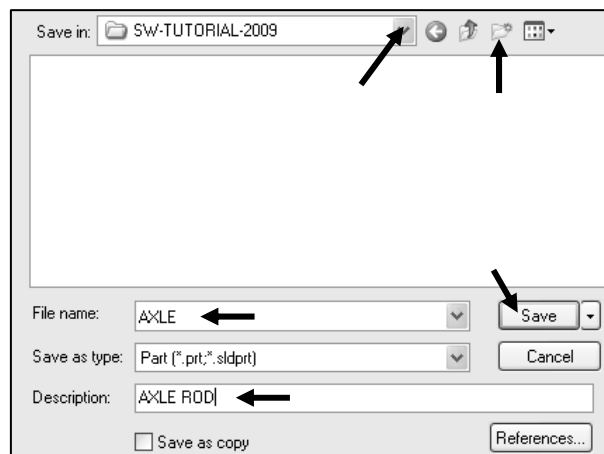 Save in: SW-TUTORIAL-2009
File name: AXLE Save
Save as type: Part (*.prt;*.sldprt) Cancel
Description: AXLE ROD
Save as copy References...